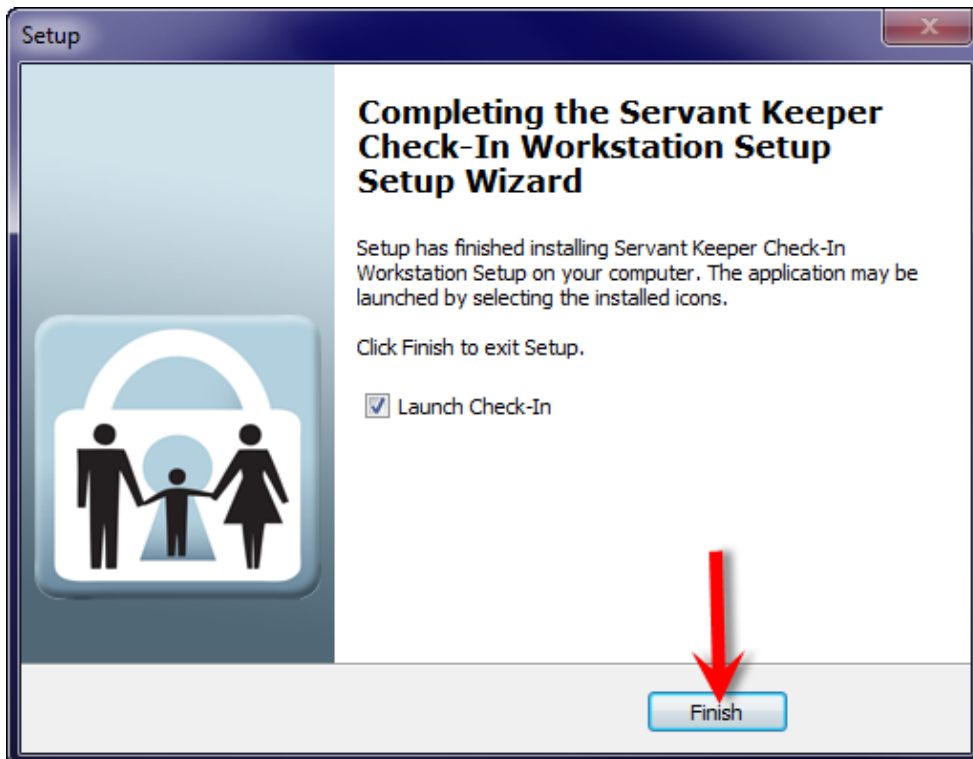 Setup
Completing the Servant Keeper
Check-In Workstation Setup
Setup Wizard
Setup has finished installing Servant Keeper Check-In
Workstation Setup on your computer. The application may be
launched by selecting the installed icons.
Click Finish to exit Setup.
Launch Check-In
Finish